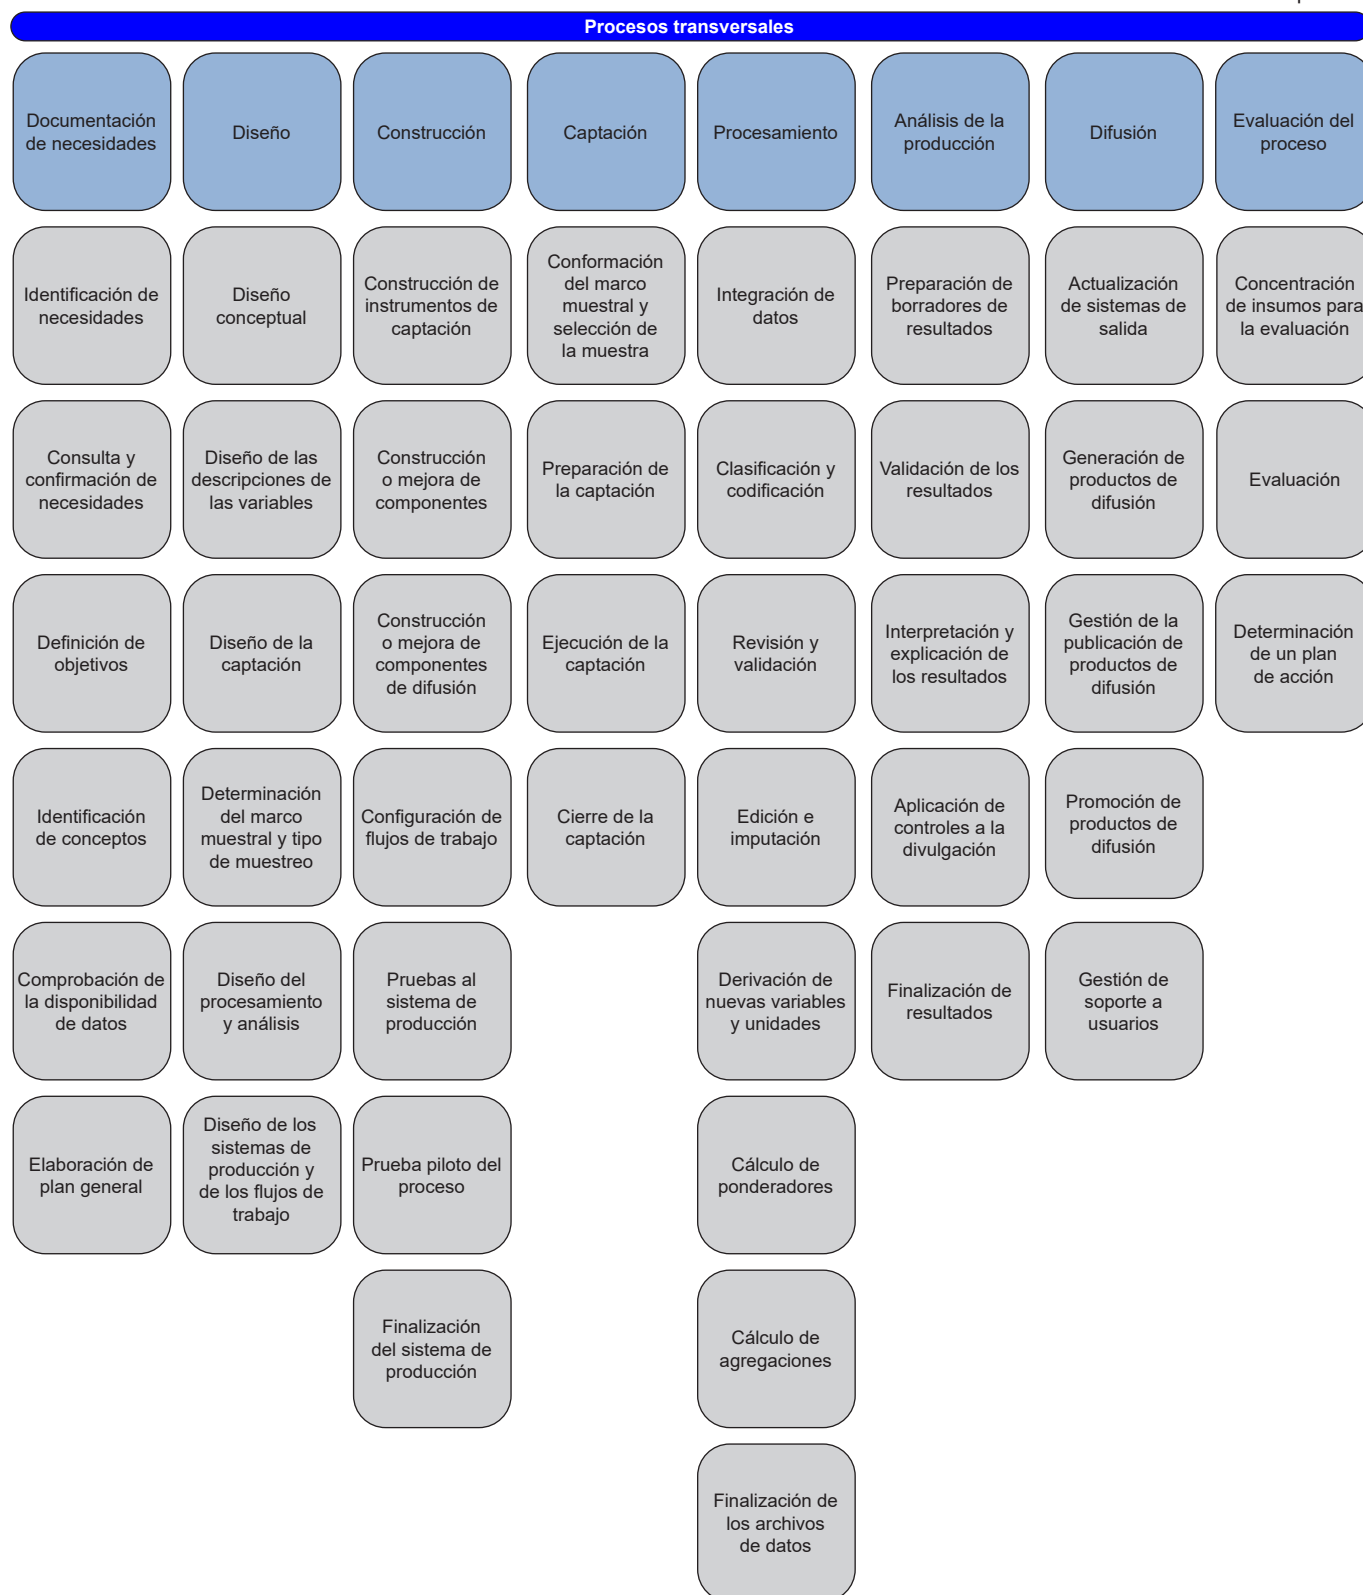 Procesos transversales
Documentación
de necesidades
Diseño
Construcción
Captación
Procesamiento
Análisis de la
producción
Difusión
Evaluación del
proceso
Identificación de
necesidades
Diseño
conceptual
Construcción de
instrumentos de
captación
Conformación
del marco
muestral y
selección de
la muestra
Integración de
datos
Preparación de
borradores de
resultados
Actualización
de sistemas de
salida
Concentración
de insumos para
la evaluación
Consulta y
confirmación de
necesidades
Diseño de las
descripciones de
las variables
Construcción
o mejora de
componentes
Preparación de
la captación
Clasificación y
codificación
Validación de los
resultados
Generación de
productos de
difusión
Evaluación
Definición de
objetivos
Diseño de la
captación
Construcción
o mejora de
componentes
de difusión
Ejecución de la
captación
Revisión y
validación
Interpretación y
explicación de
los resultados
Gestión de la
publicación de
productos de
difusión
Determinación
de un plan
de acción
Identificación
de conceptos
Determinación
del marco
muestral y tipo
de muestreo
Configuración de
flujos de trabajo
Cierre de la
captación
Edición e
imputación
Aplicación de
controles a la
divulgación
Promoción de
productos de
difusión
Comprobación de
la disponibilidad
de datos
Diseño del
procesamiento
y análisis
Pruebas al
sistema de
producción
Derivación de
nuevas variables
y unidades
Finalización de
resultados
Gestión de
soporte a
usuarios
Elaboración de
plan general
Diseño de los
sistemas de
producción y
de los flujos de
trabajo
Prueba piloto del
proceso
Cálculo de
ponderadores
Finalización
del sistema de
producción
Cálculo de
agregaciones
Finalización de
los archivos
de datos